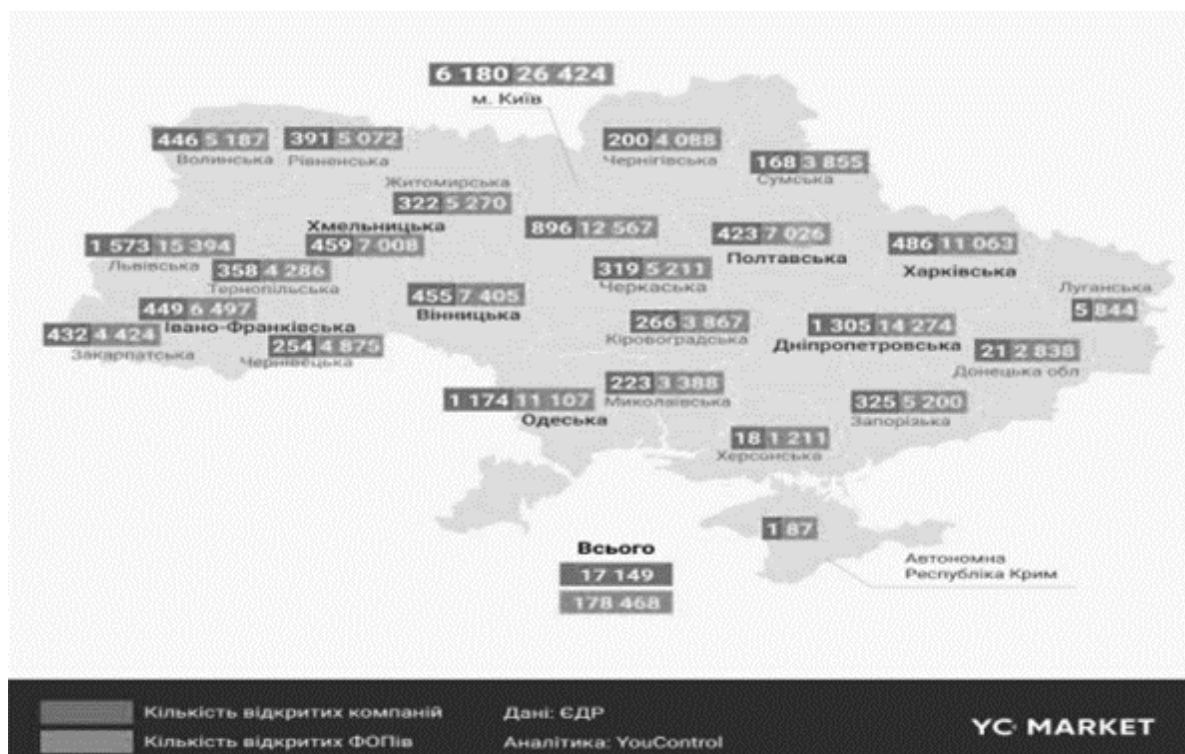 6 180 26 424
м. Київ
446 5 187
Волинська
391 5 072
Рівненська
200 4 088
Чернігівська
168 3 855
Сумська
Житомирська
322 5 270
Хмельницька
459 7 008
896 12 567
423 7 026
Полтавська
486 11 063
Харківська
1 573 15 394
Львівська
358 4 286
Тернопільська
319 5 211
Черкаська
Луганська
5 844
449 6 497
Івано-Франківська
455 7 405
Вінницька
266 3 867
Кіровоградська
1 305 14 274
Дніпропетровська
432 4 424
Закарпатська
254 4 875
Чернівецька
21 2 838
Донецька обл
1 174 11 107
Одеська
223 3 388
Миколаївська
325 5 200
Запорізька
18 1 211
Херсонська
1 87
Автономна
Республіка Крим
Всього
17 149
178 468
Кількість відкритих компаній
Дані: ЄДР
Кількість відкритих ФОПів
Аналітика: YouControl
YC MARKET